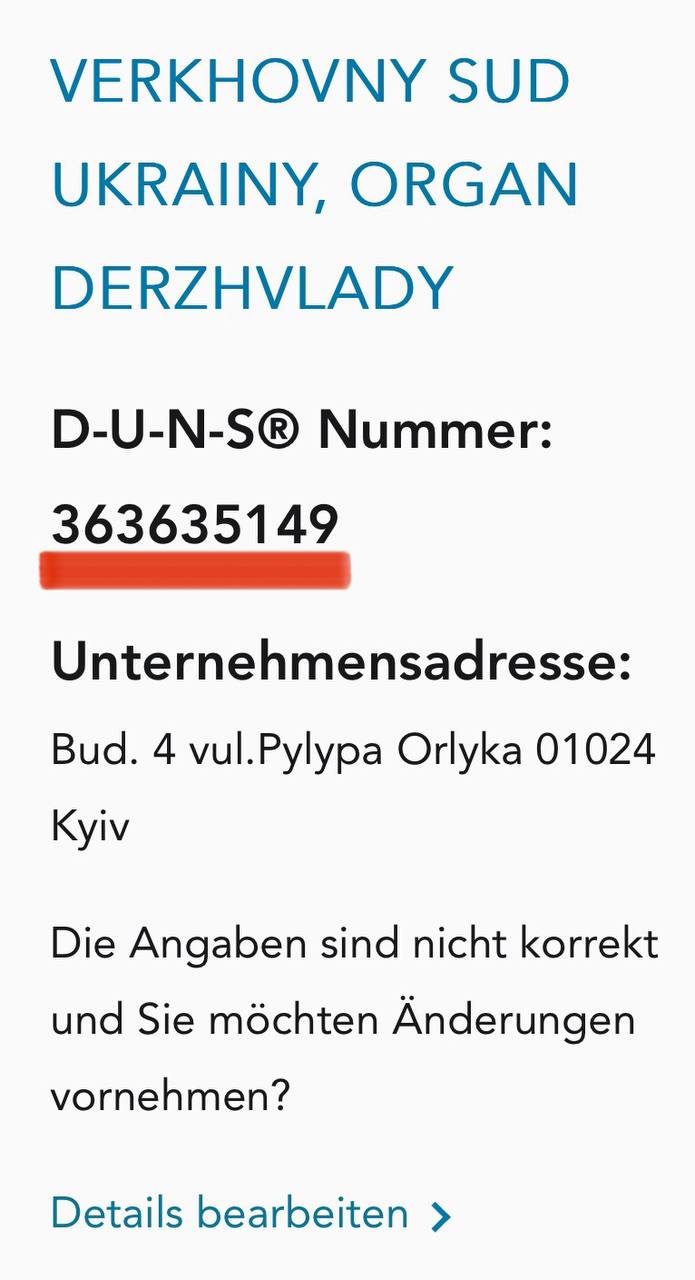 VERKHOVNY SUD
UKRAINY, ORGAN
DERZHVLADY
D-U-N-S® Nummer:
363635149
Unternehmensadresse:
Bud. 4 vul.Pylypa Orlyka 01024
Kyiv
Die Angaben sind nicht korrekt
und Sie möchten Änderungen
vornehmen?
Details bearbeiten